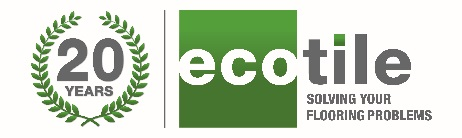 20
YEARS
ecotile
SOLVING YOUR
FLOORING PROBLEMS